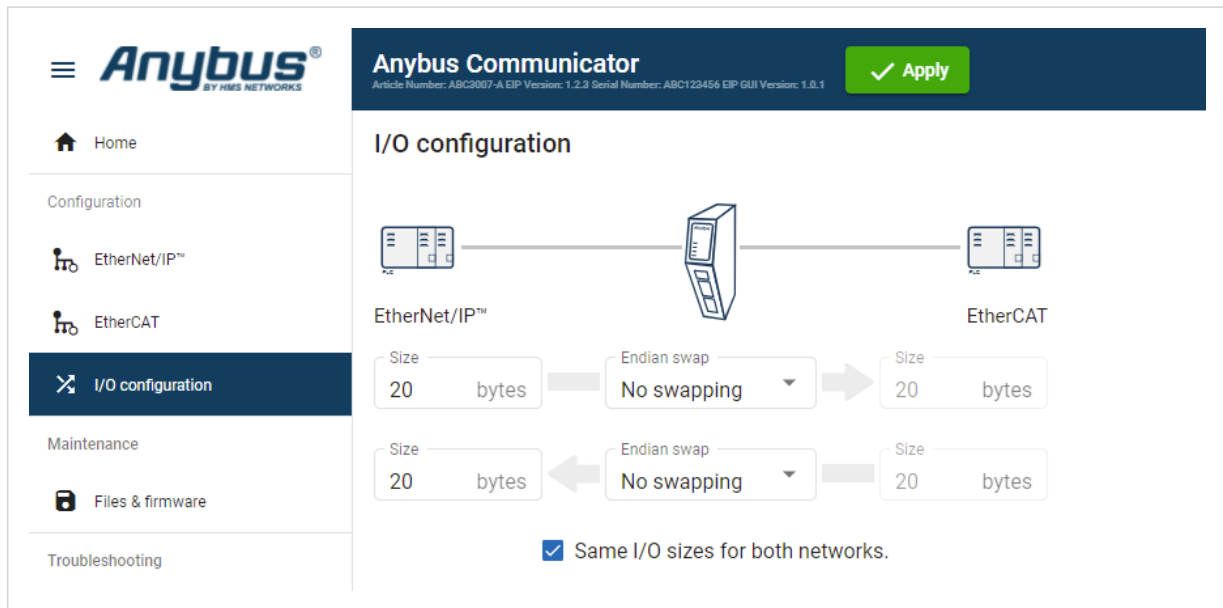 Anybus®
BY HMS NETWORKS
Anybus Communicator
Article Number: ABC3007-A EIP Version: 1.2.3 Serial Number: ABC123456 EIP GUI Version: 1.0.1
Apply
Home
Configuration
EtherNet/IP™
EtherCAT
I/O configuration
Maintenance
Files & firmware
Troubleshooting
I/O configuration
PLC
PLC
EtherNet/IP™
EtherCAT
Size
Endian swap
Size
20 bytes
No swapping
20 bytes
Size
Endian swap
Size
20 bytes
No swapping
20 bytes
Same I/O sizes for both networks.